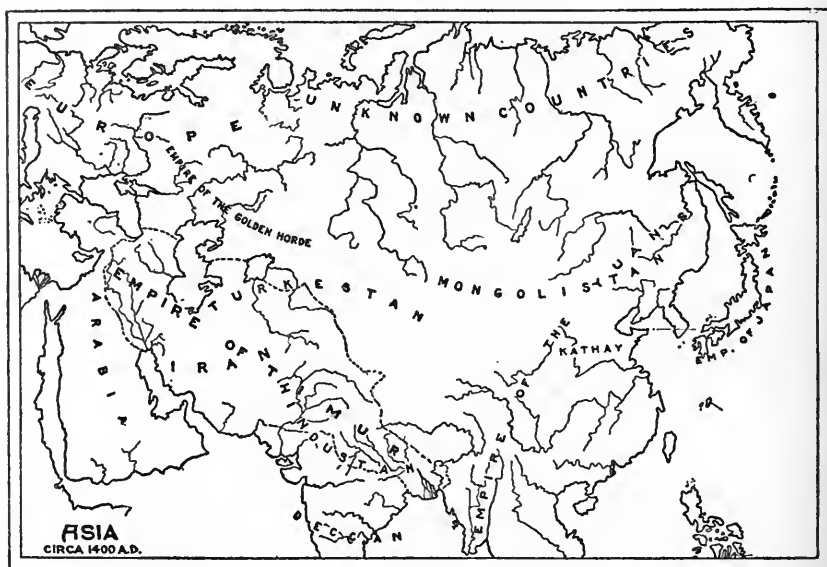 EUROPE
UNKNOWN COUNTRIES
EMPIRE OF THE GOLDEN HORDE
MONGOLISTAN
TURKESTAN
EMPIRE OF TIMUR
IRAN
ARABIA
HINDUSTAN
DECCAN
EMPIRE OF THE YUANS
KATHAY
EMP. OF JAPAN
ASIA
CIRCA 1400 A.D.